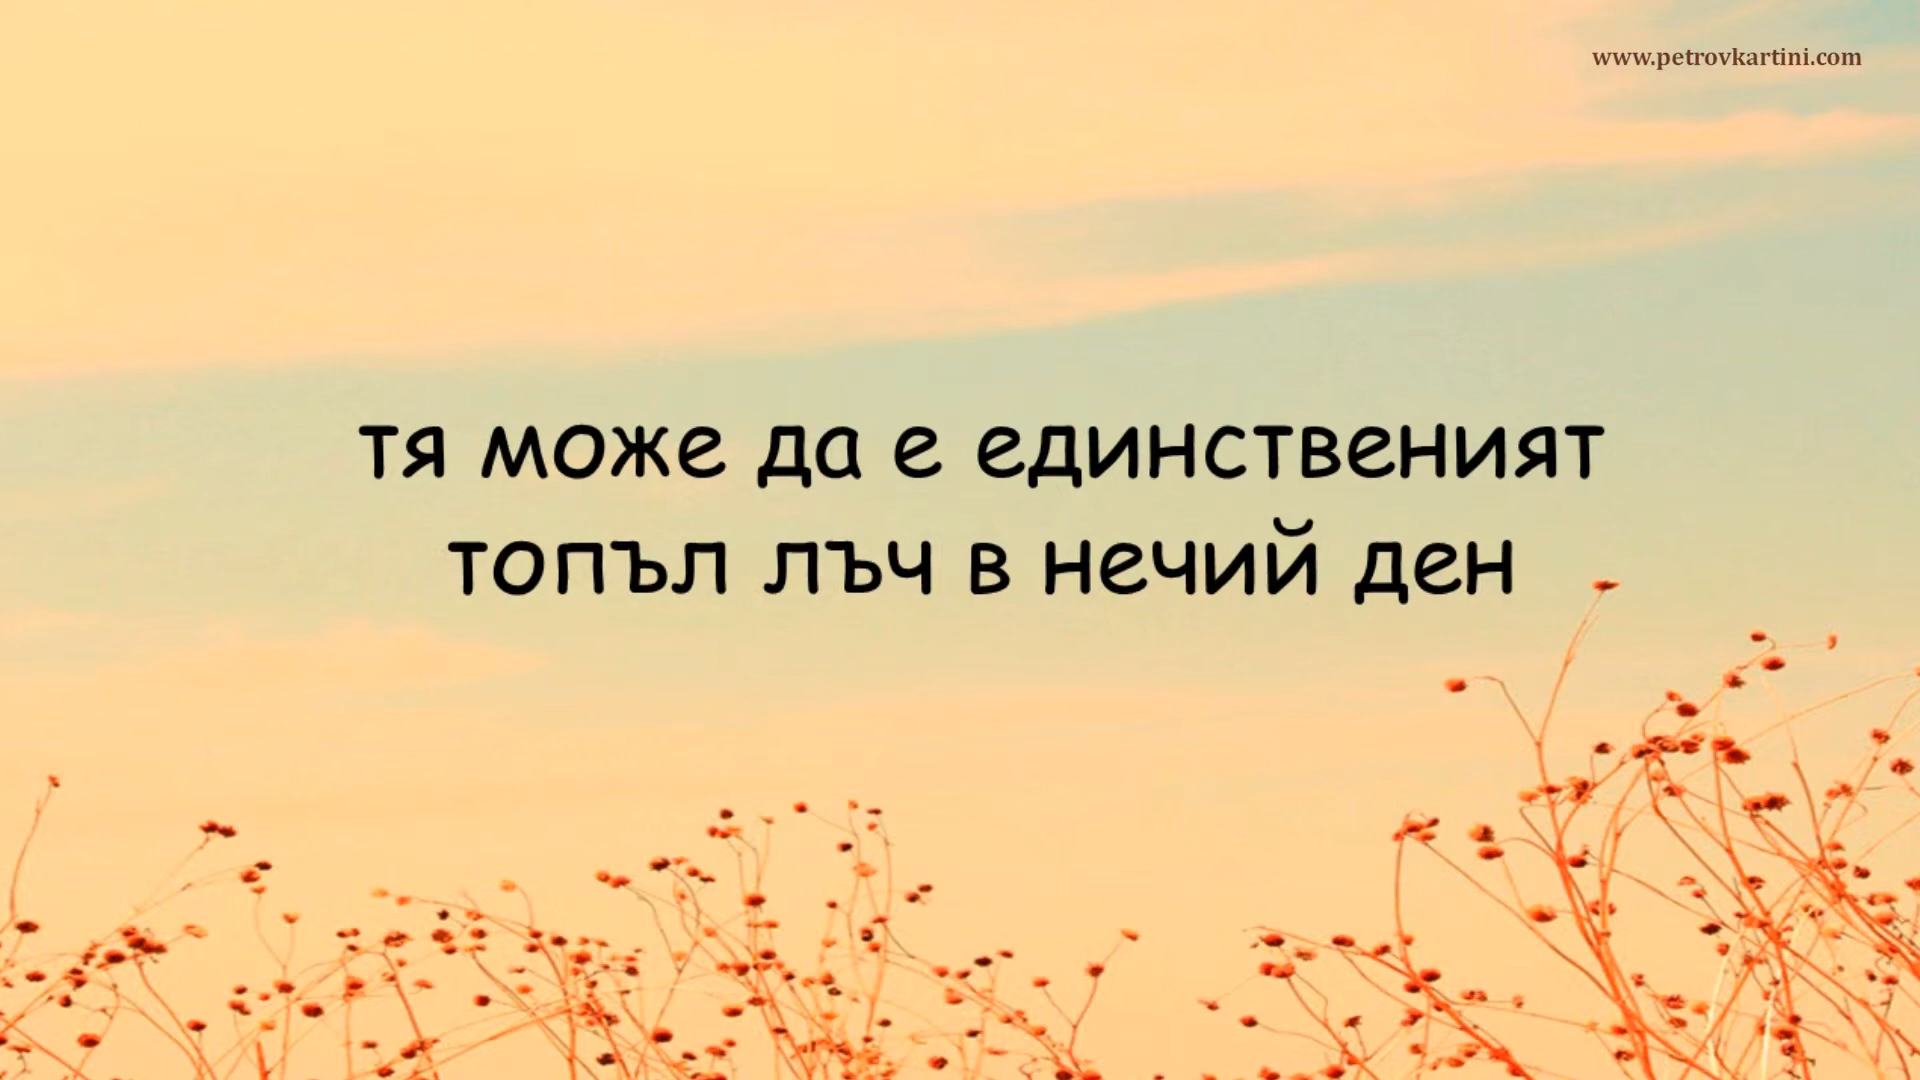 www.petrovkartini.com
тя може да е единственият
топъл лъч в нечий ден